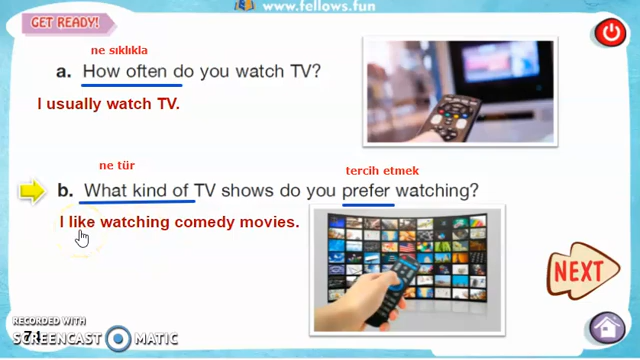 www.fellows.fun
GET READY!
ne sıklıkla
a. How often do you watch TV?
I usually watch TV.
ne tür
tercih etmek
b. What kind of TV shows do you prefer watching?
I like watching comedy movies.
NEXT
RECORDED WITH
SCREENCAST MATIC